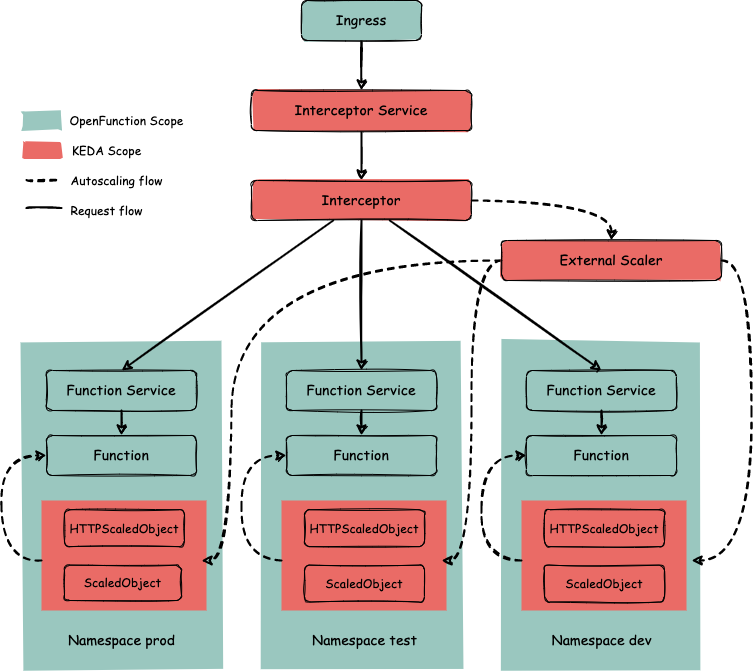 Ingress
Interceptor Service
OpenFunction Scope
KEDA Scope
Autoscaling flow
Request flow
Interceptor
External Scaler
Function Service
Function
HTTPScaledObject
ScaledObject
Namespace prod
Function Service
Function
HTTPScaledObject
ScaledObject
Namespace test
Function Service
Function
HTTPScaledObject
ScaledObject
Namespace dev